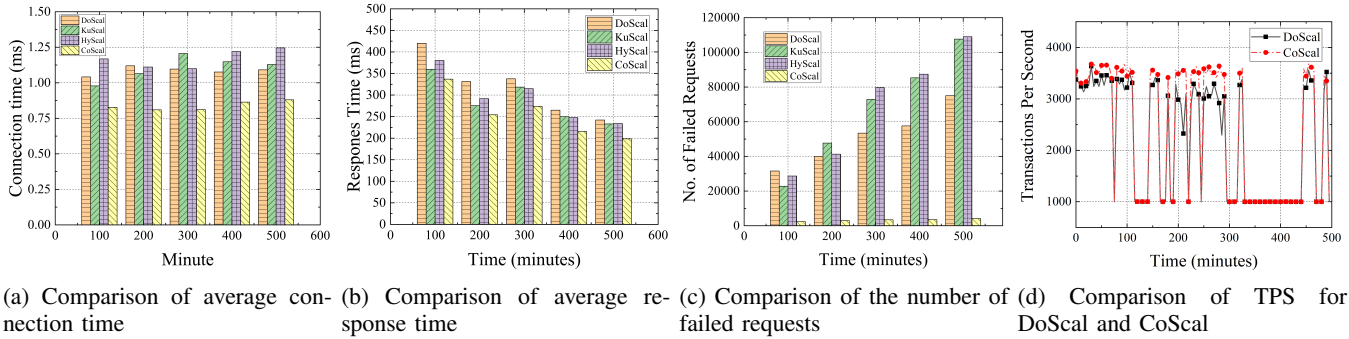 Connection time (ms)
1.50
1.25
1.00
0.75
0.50
0.25
0.00
DoScal
KuScal
HyScal
CoScal
0 100 200 300 400 500 600
Minute
Respones Time (ms)
500
450
400
350
300
250
200
150
100
50
0
DoScal
KuScal
HyScal
CoScal
0 100 200 300 400 500 600
Time (minutes)
No. of Failed Requests
120000
100000
80000
60000
40000
20000
0
DoScal
KuScal
HyScal
CoScal
0 100 200 300 400 500
Time (minutes)
Transactions Per Second
4000
3000
2000
1000
DoScal
CoScal
0 100 200 300 400 500
Time (minutes)
(a) Comparison of average con-
nection time
(b) Comparison of average re-
sponse time
(c) Comparison of the number of
failed requests
(d) Comparison of TPS for
DoScal and CoScal